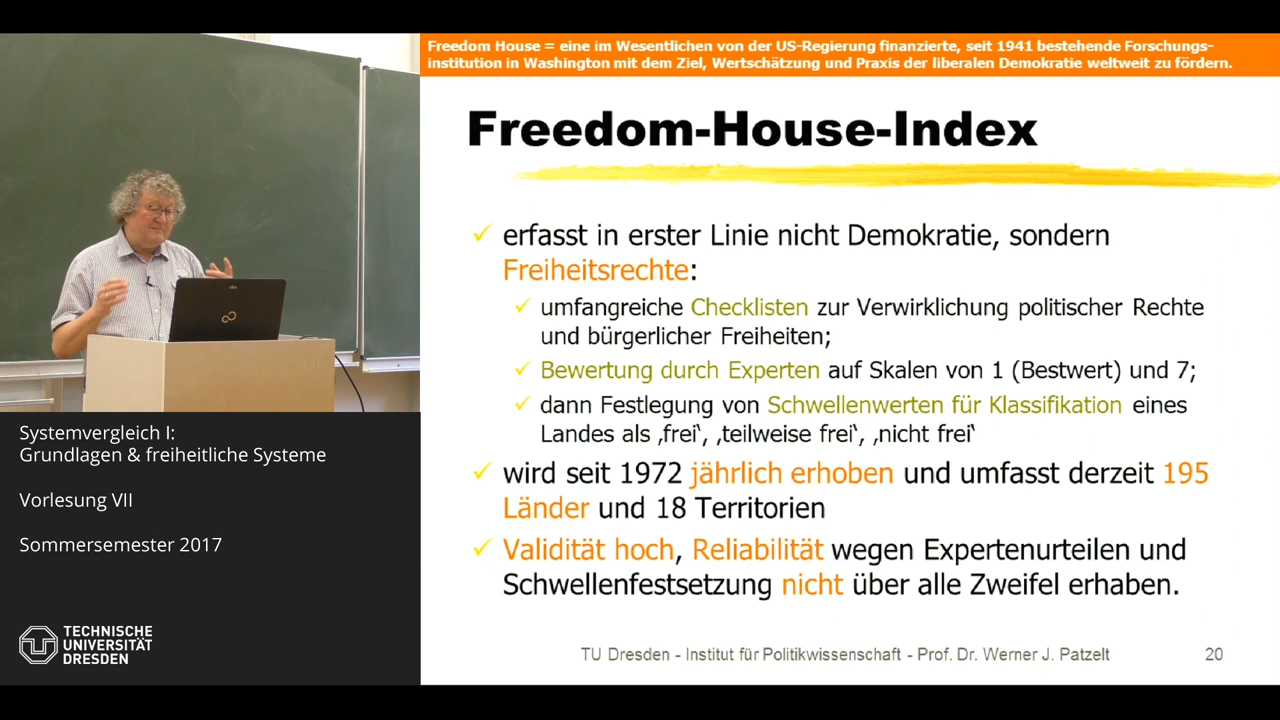 Freedom House = eine im Wesentlichen von der US-Regierung finanzierte, seit 1941 bestehende Forschungs-
institution in Washington mit dem Ziel, Wertschätzung und Praxis der liberalen Demokratie weltweit zu fördern.
Freedom-House-Index
erfasst in erster Linie nicht Demokratie, sondern
Freiheitsrechte:
umfangreiche Checklisten zur Verwirklichung politischer Rechte
und bürgerlicher Freiheiten;
Bewertung durch Experten auf Skalen von 1 (Bestwert) und 7;
dann Festlegung von Schwellenwerten für Klassifikation eines
Landes als ‚frei‘, ‚teilweise frei‘, ‚nicht frei‘
wird seit 1972 jährlich erhoben und umfasst derzeit 195
Länder und 18 Territorien
Validität hoch, Reliabilität wegen Expertenurteilen und
Schwellenfestsetzung nicht über alle Zweifel erhaben.
TU Dresden - Institut für Politikwissenschaft - Prof. Dr. Werner J. Patzelt
20
Systemvergleich I:
Grundlagen & freiheitliche Systeme
Vorlesung VII
Sommersemester 2017
TECHNISCHE
UNIVERSITÄT
DRESDEN